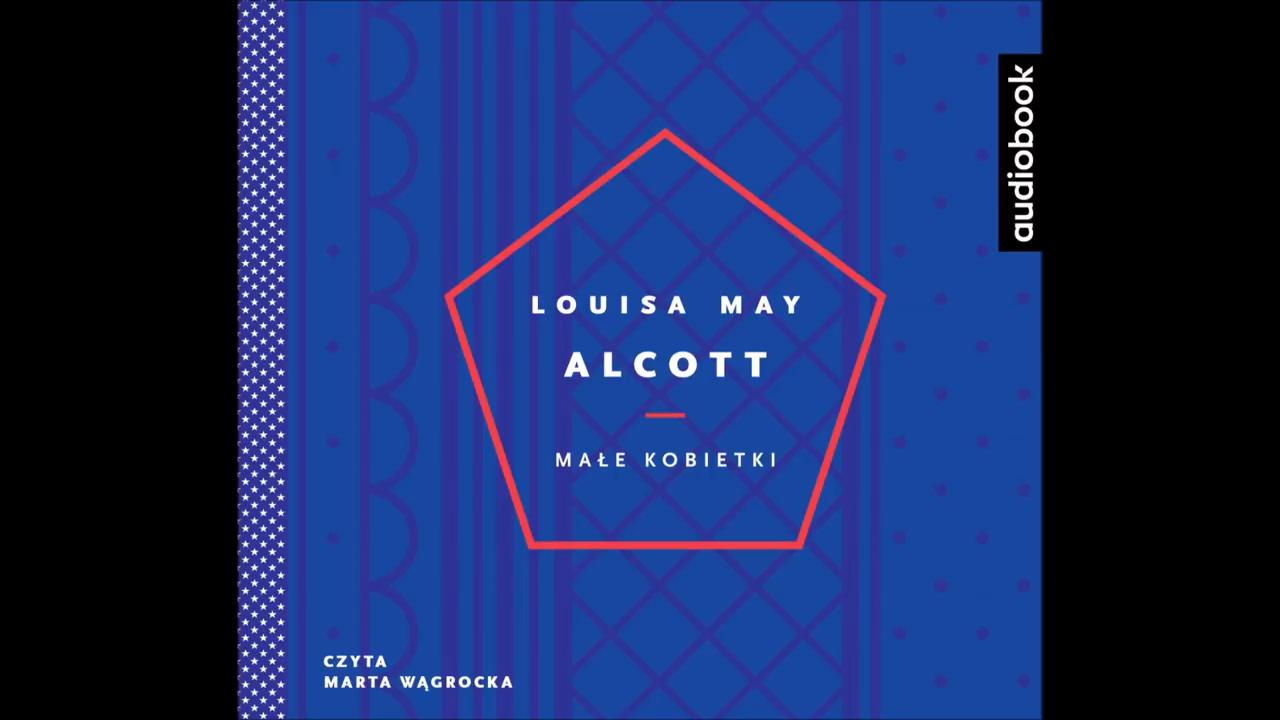 audiobook
LOUISA MAY
ALCOTT
MAŁE KOBIETKI
CZYTA
MARTA WĄGROCKA